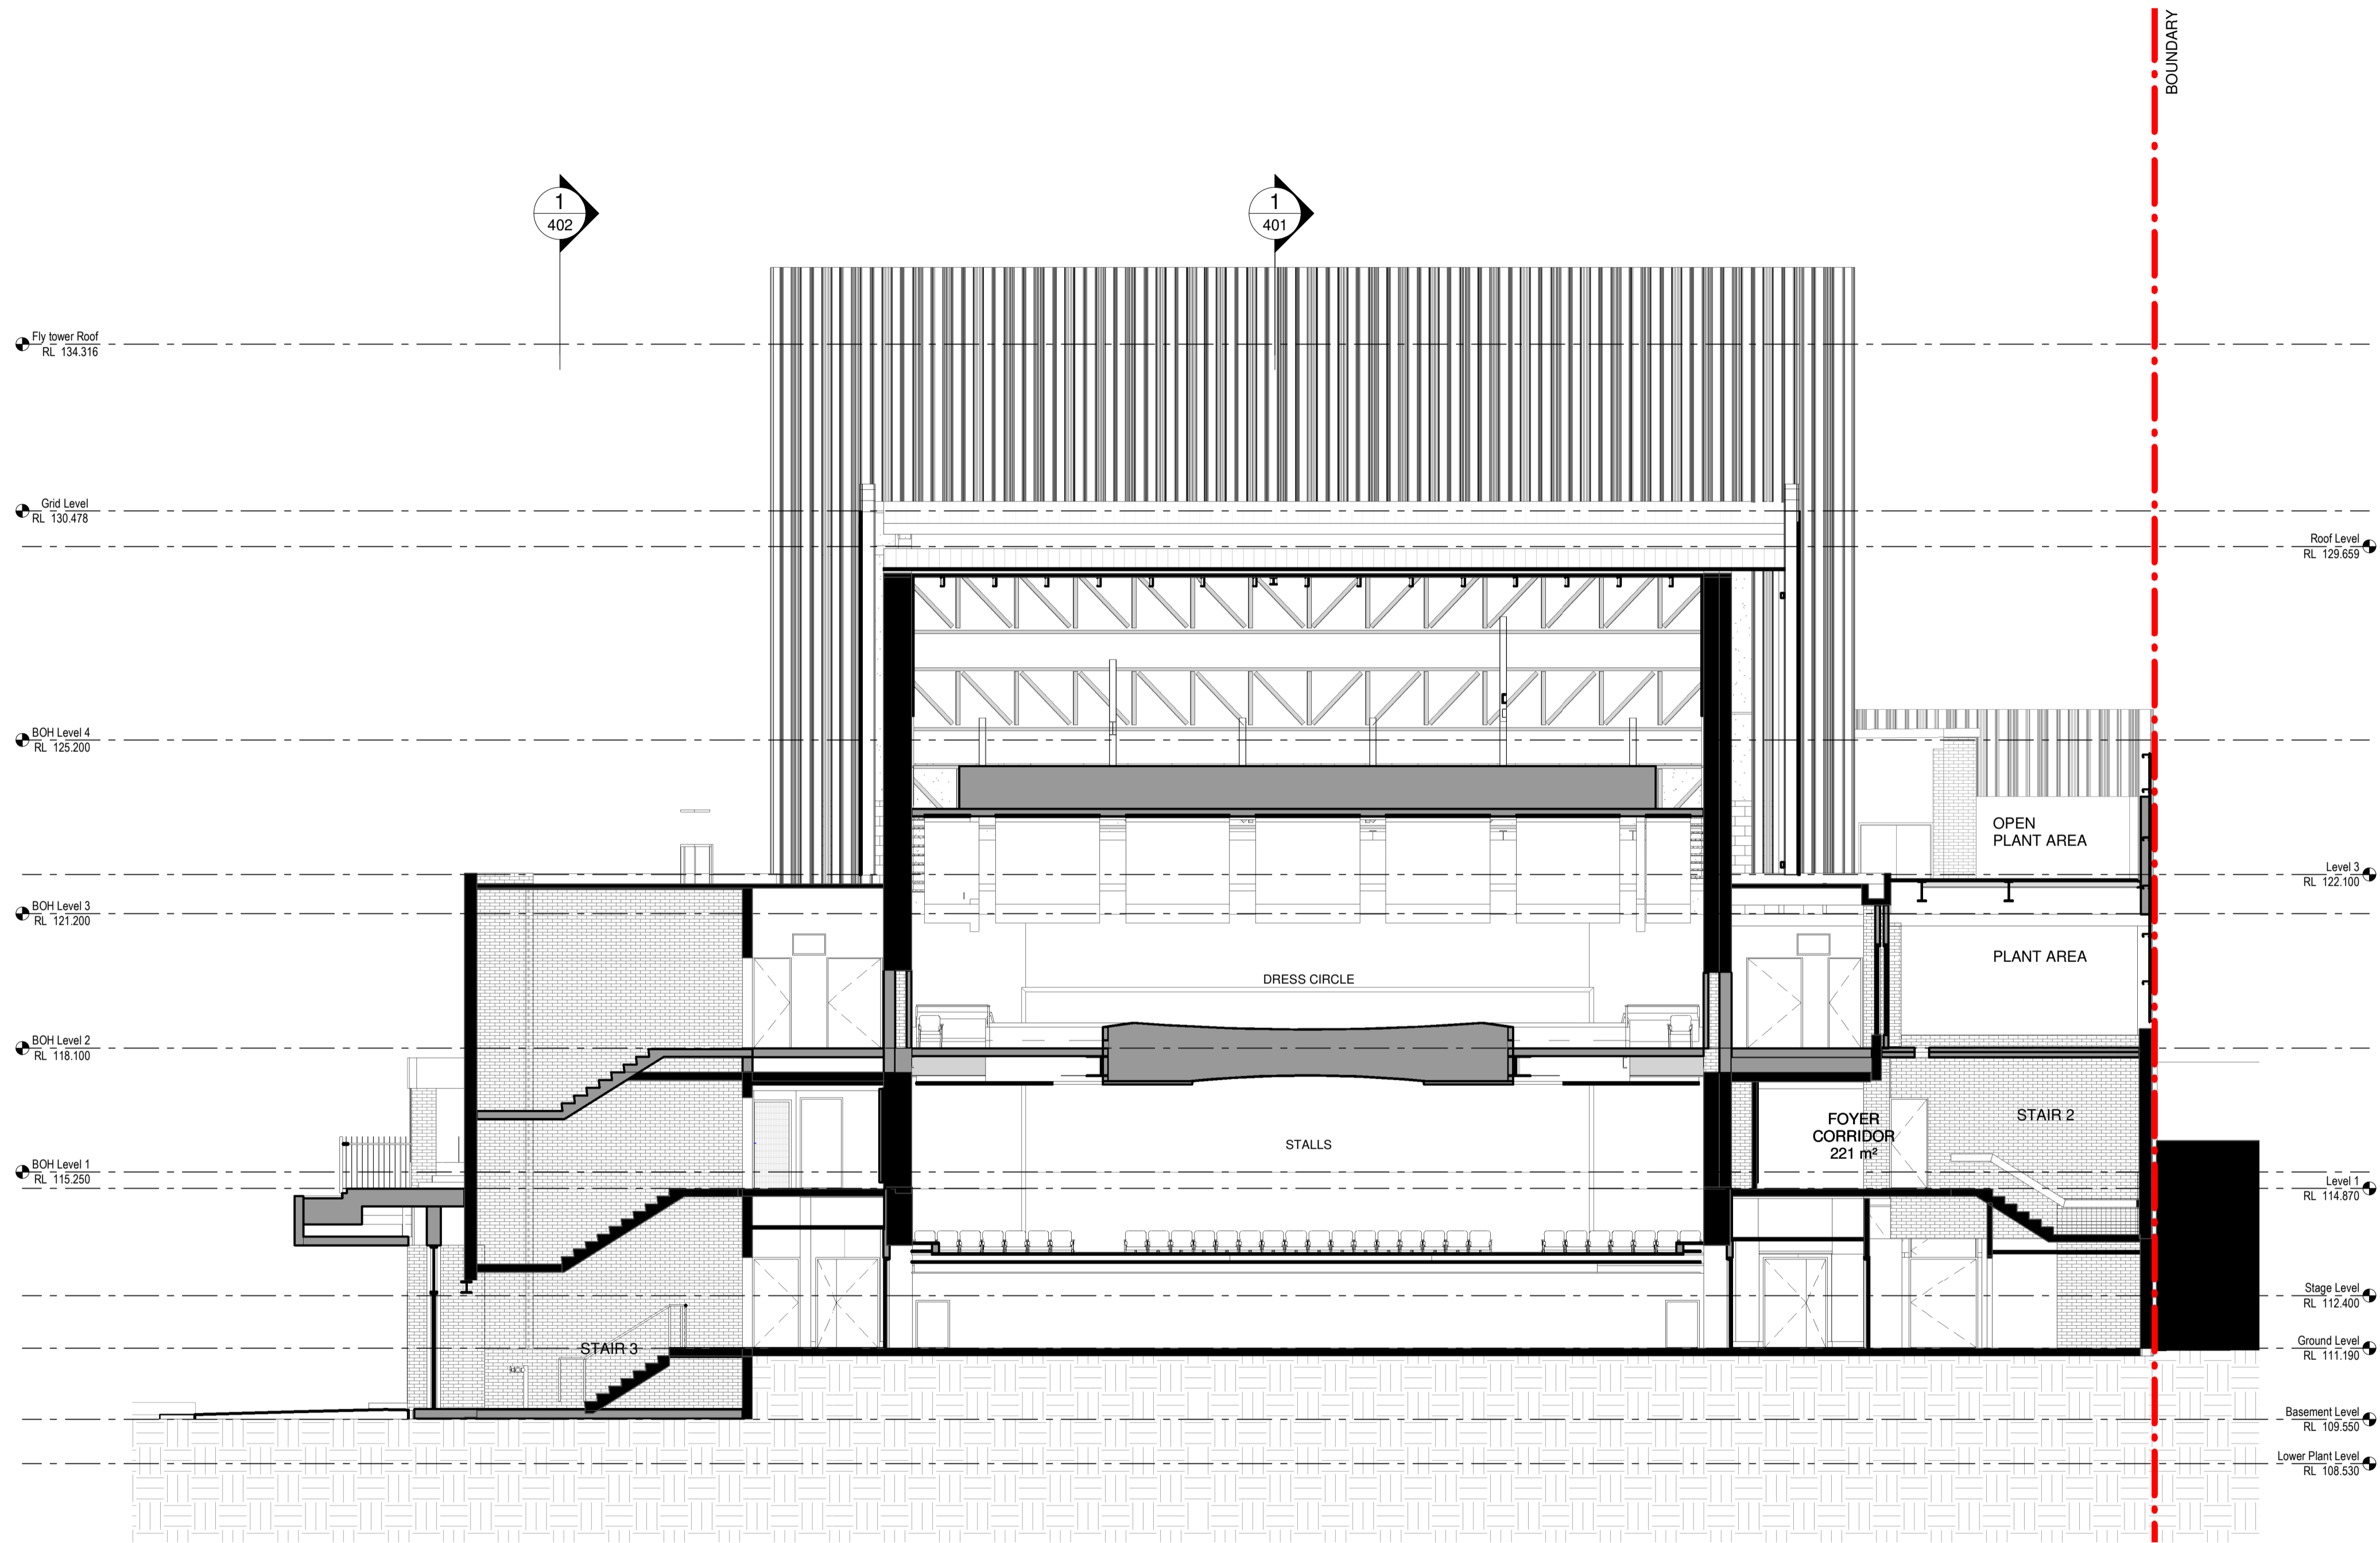 BOUNDARY
1
402
1
401
Fly tower Roof
RL 134.316
Grid Level
RL 130.478
Roof Level
RL 129.659
BOH Level 4
RL 125.200
OPEN
PLANT AREA
Level 3
RL 122.100
BOH Level 3
RL 121.200
PLANT AREA
DRESS CIRCLE
BOH Level 2
RL 118.100
FOYER
CORRIDOR
221 m²
STAIR 2
STALLS
BOH Level 1
RL 115.250
Level 1
RL 114.870
Stage Level
RL 112.400
STAIR 3
Ground Level
RL 111.190
Basement Level
RL 109.550
Lower Plant Level
RL 108.530